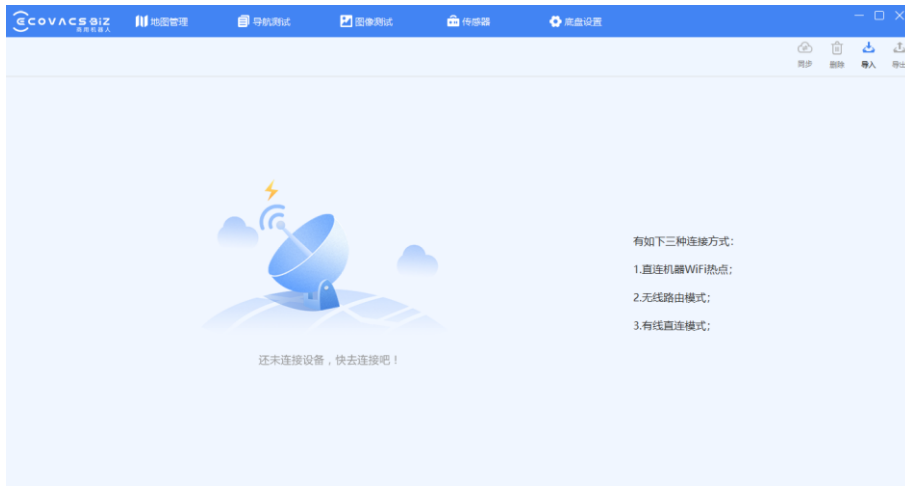 ECOVACS BIZ
商用机器人
地图管理
导航测试
图像测试
传感器
底盘设置
同步
删除
导入
导出
有如下三种连接方式：
1.直连机器WiFi热点；
2.无线路由模式；
3.有线直连模式；
还未连接设备，快去连接吧！